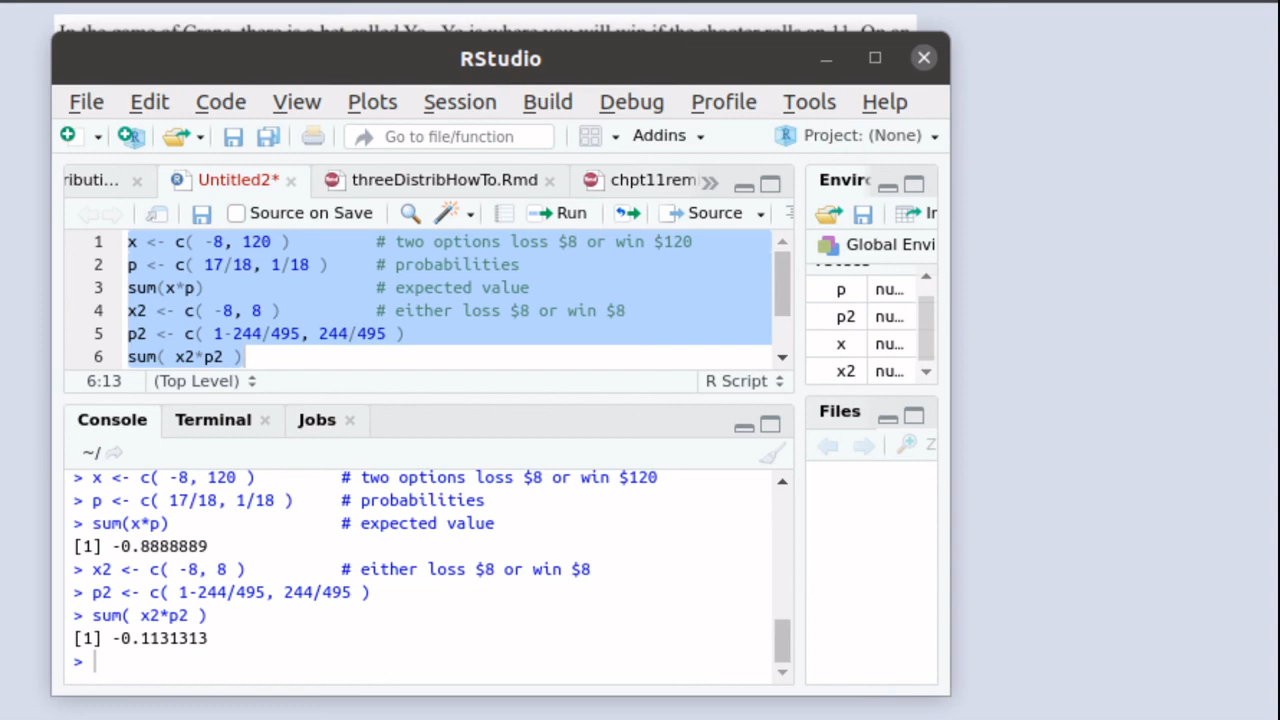 RStudio
File Edit Code View Plots Session Build Debug Profile Tools Help
Go to file/function Addins Project: (None)
ributi... Untitled2* threeDistribHowTo.Rmd chpt11rem
Source on Save Run Source
1 x <- c( -8, 120 ) # two options loss $8 or win $120
2 p <- c( 17/18, 1/18 ) # probabilities
3 sum(x*p) # expected value
4 x2 <- c( -8, 8 ) # either loss $8 or win $8
5 p2 <- c( 1-244/495, 244/495 )
6 sum( x2*p2 )
6:13 (Top Level) R Script
Console Terminal Jobs
~/
> x <- c( -8, 120 ) # two options loss $8 or win $120
> p <- c( 17/18, 1/18 ) # probabilities
> sum(x*p) # expected value
[1] -0.8888889
> x2 <- c( -8, 8 ) # either loss $8 or win $8
> p2 <- c( 1-244/495, 244/495 )
> sum( x2*p2 )
[1] -0.1131313
>
Envir
Global Envi
p nu...
p2 nu...
x nu...
x2 nu...
Files